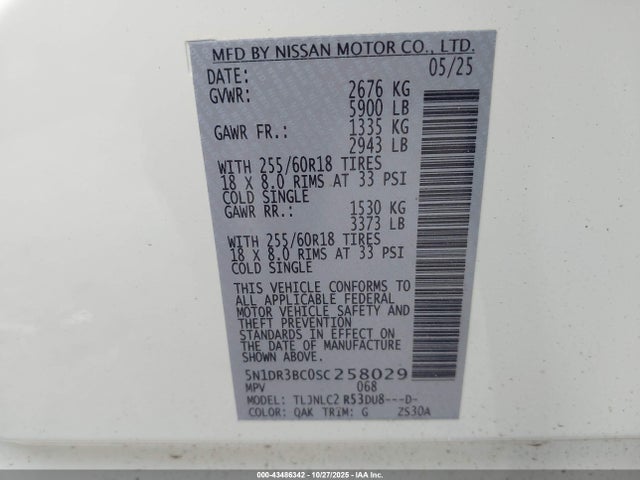 MFD BY NISSAN MOTOR CO., LTD.
DATE: 05/25
GVWR: 2676 KG
5900 LB
GAWR FR.: 1335 KG
2943 LB
WITH 255/60R18 TIRES
18 X 8.0 RIMS AT 33 PSI
COLD SINGLE
GAWR RR.: 1530 KG
3373 LB
WITH 255/60R18 TIRES
18 X 8.0 RIMS AT 33 PSI
COLD SINGLE
THIS VEHICLE CONFORMS TO
ALL APPLICABLE FEDERAL
MOTOR VEHICLE SAFETY AND
THEFT PREVENTION
STANDARDS IN EFFECT ON
THE DATE OF MANUFACTURE
SHOWN ABOVE.
5N1DR3BC0SC258029
MPV 068
MODEL: TLJNLC2 R53DU8---D-
COLOR: QAK TRIM: G ZS30A
© 000-43486342 | 10/27/2025 - Copyright © IAA, LLC